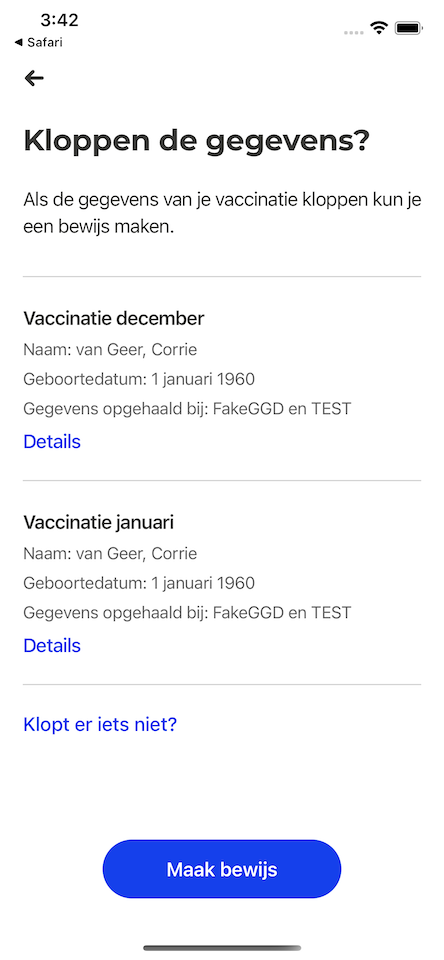 3:42
Safari
Kloppen de gegevens?
Als de gegevens van je vaccinatie kloppen kun je
een bewijs maken.
Vaccinatie december
Naam: van Geer, Corrie
Geboortedatum: 1 januari 1960
Gegevens opgehaald bij: FakeGGD en TEST
Details
Vaccinatie januari
Naam: van Geer, Corrie
Geboortedatum: 1 januari 1960
Gegevens opgehaald bij: FakeGGD en TEST
Details
Klopt er iets niet?
Maak bewijs